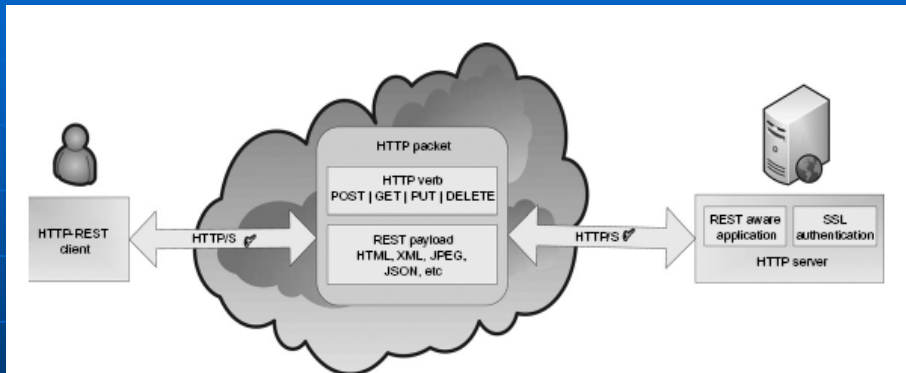 HTTP-REST
client
HTTP/S
HTTP packet
HTTP verb
POST | GET | PUT | DELETE
REST payload
HTML, XML, JPEG,
JSON, etc
HTTP/S
REST aware
application
SSL
authentication
HTTP server